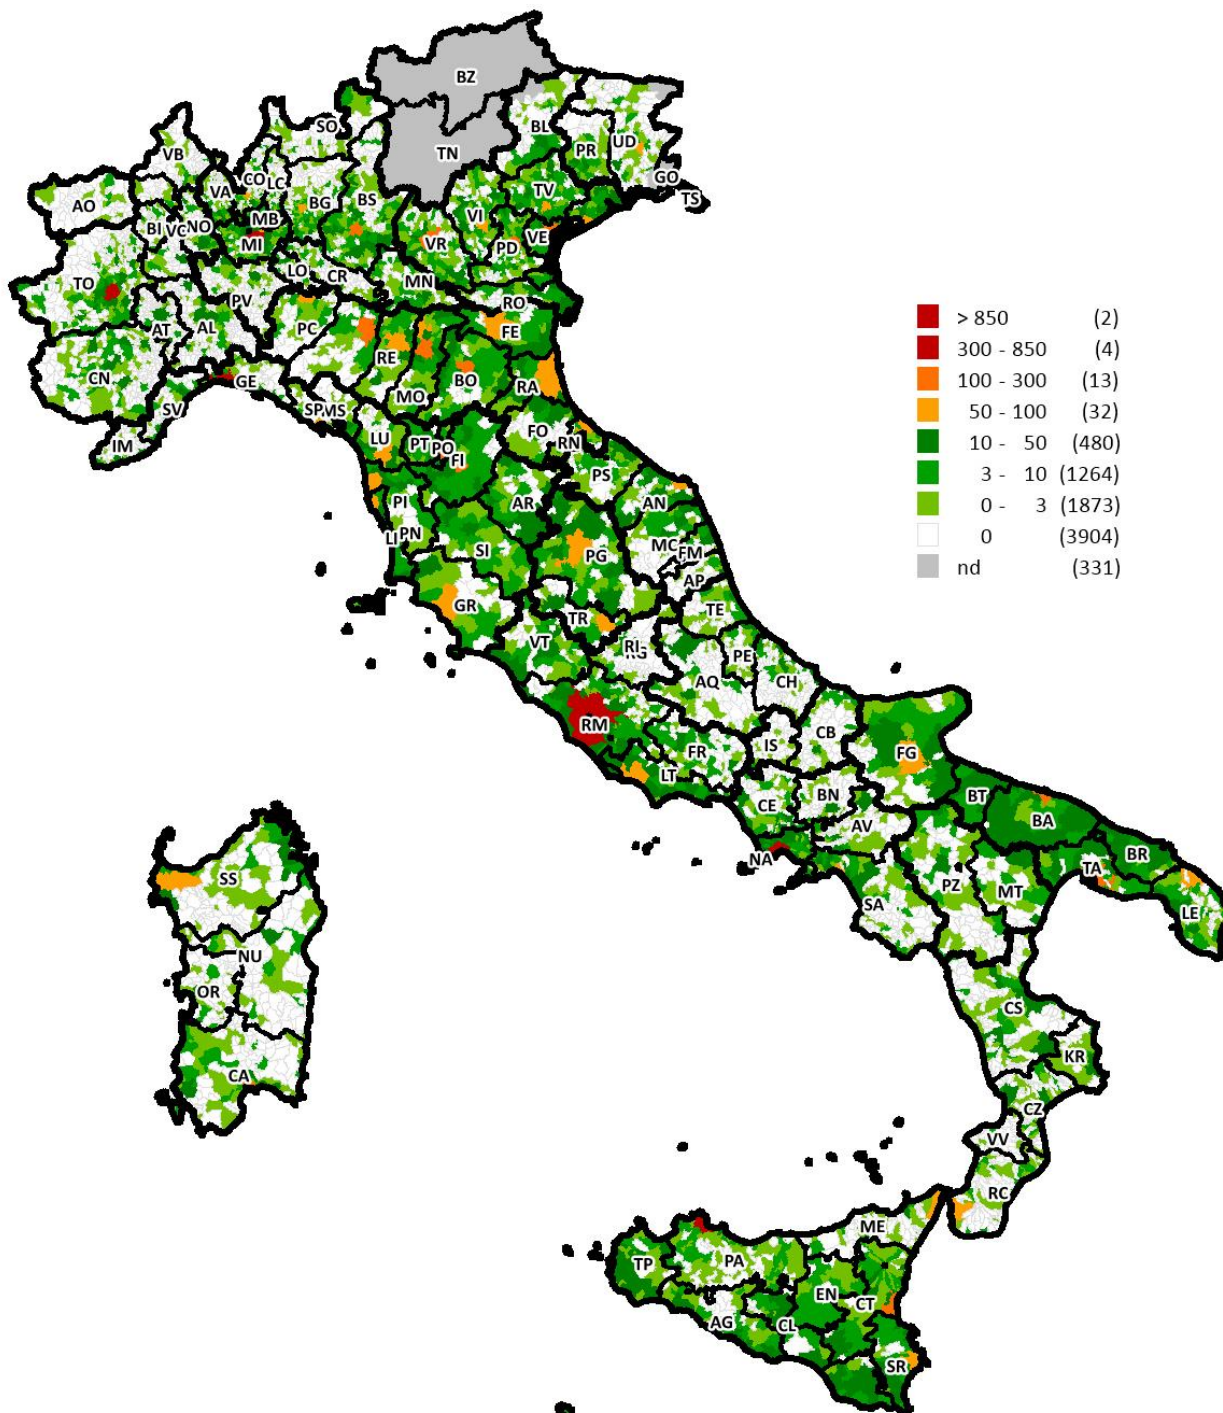 BZ
SO
BL
UD
VB
TN
PR
GO
CO
LC
VA
TV
TS
AO
BG
BS
VI
MB
BI
VC
NO
VE
MI
VR
PD
LO
CR
MN
TO
RO
PV
> 850 (2)
AT
AL
PC
FE
300 - 850 (4)
RE
CN
GE
BO
100 - 300 (13)
RA
MO
SV
SP
MS
50 - 100 (32)
LU
PT
PO
FO
IM
FI
RN
10 - 50 (480)
PS
3 - 10 (1264)
PI
AR
AN
0 - 3 (1873)
LI
PN
MC
FM
0 (3904)
SI
PG
nd (331)
AP
GR
TR
TE
VT
RI
PE
AQ
CH
RM
CB
IS
FR
FG
LT
BN
BT
CE
BA
AV
NA
BR
SS
PZ
TA
MT
SA
LE
NU
OR
CS
CA
KR
CZ
VV
RC
ME
TP
PA
EN
CT
AG
CL
SR